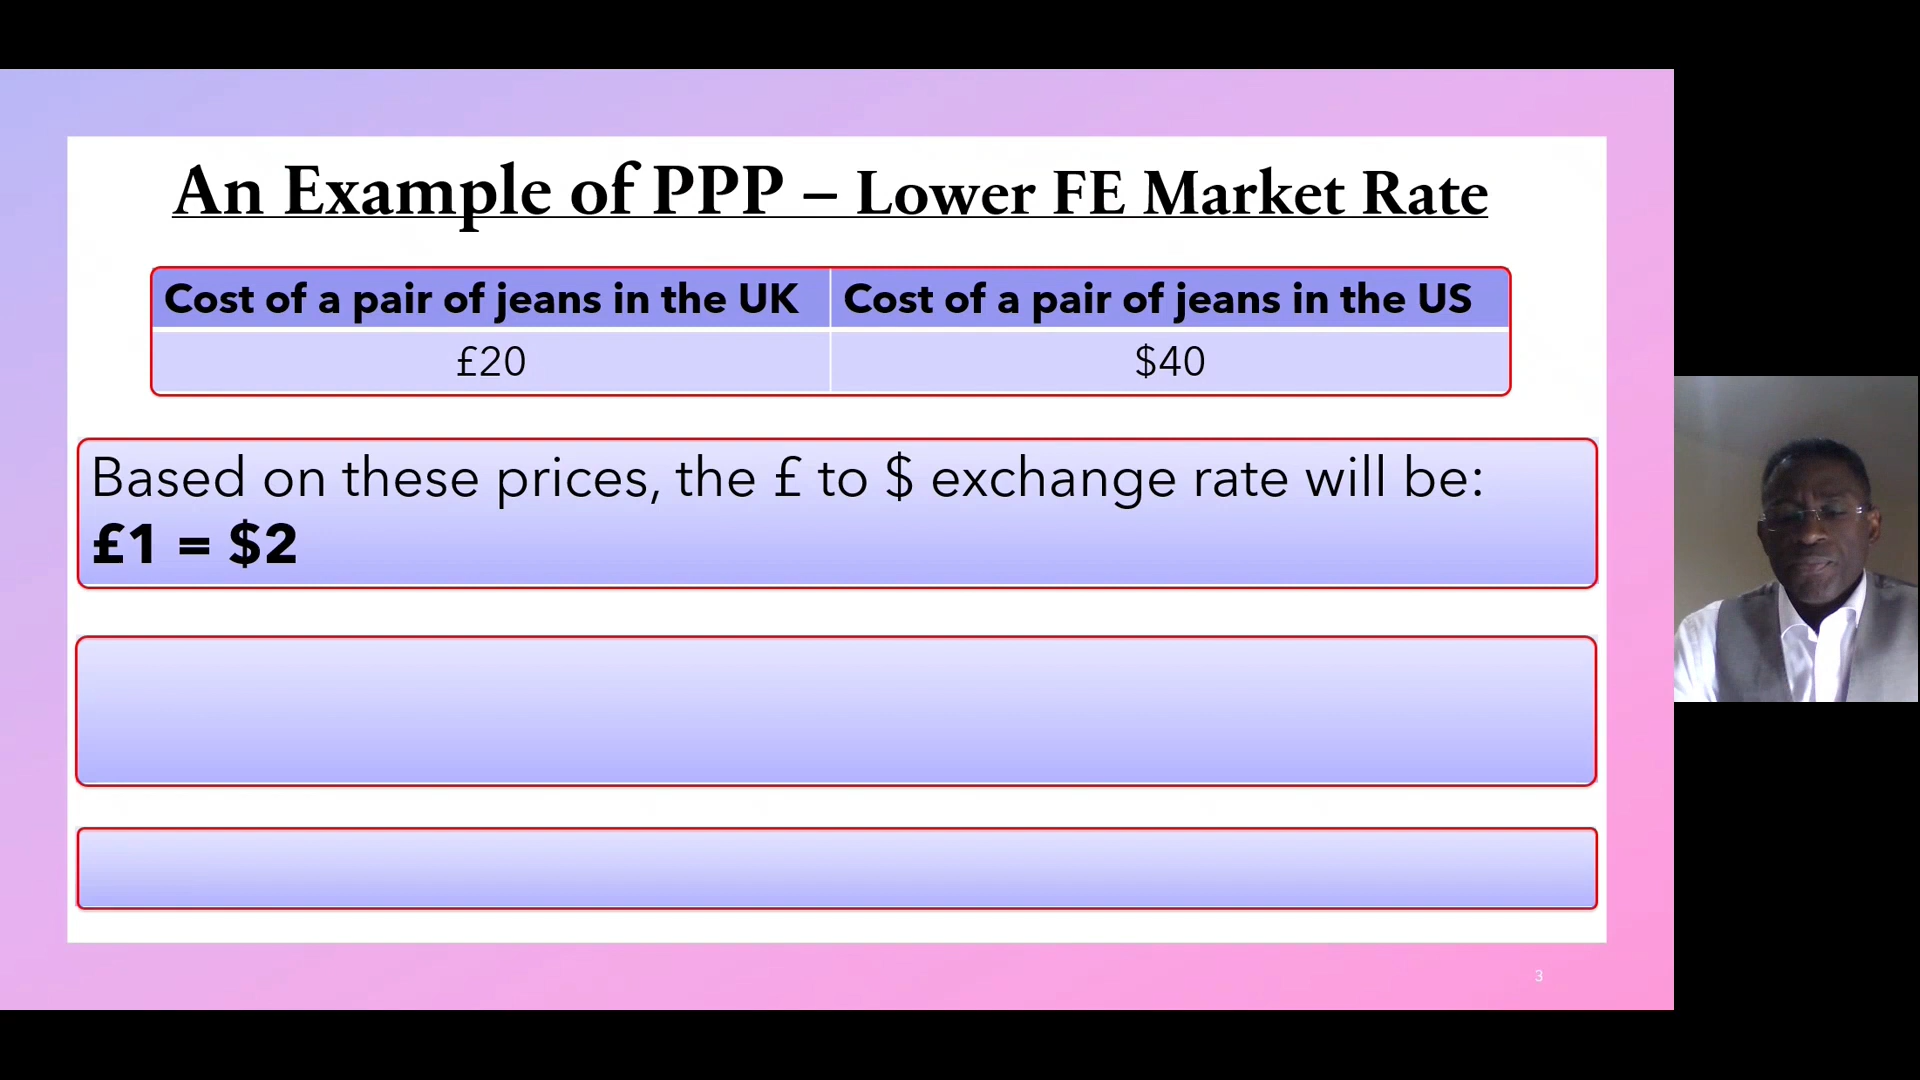 An Example of PPP – Lower FE Market Rate
Cost of a pair of jeans in the UK
Cost of a pair of jeans in the US
£20
$40
Based on these prices, the £ to $ exchange rate will be:
£1 = $2
3